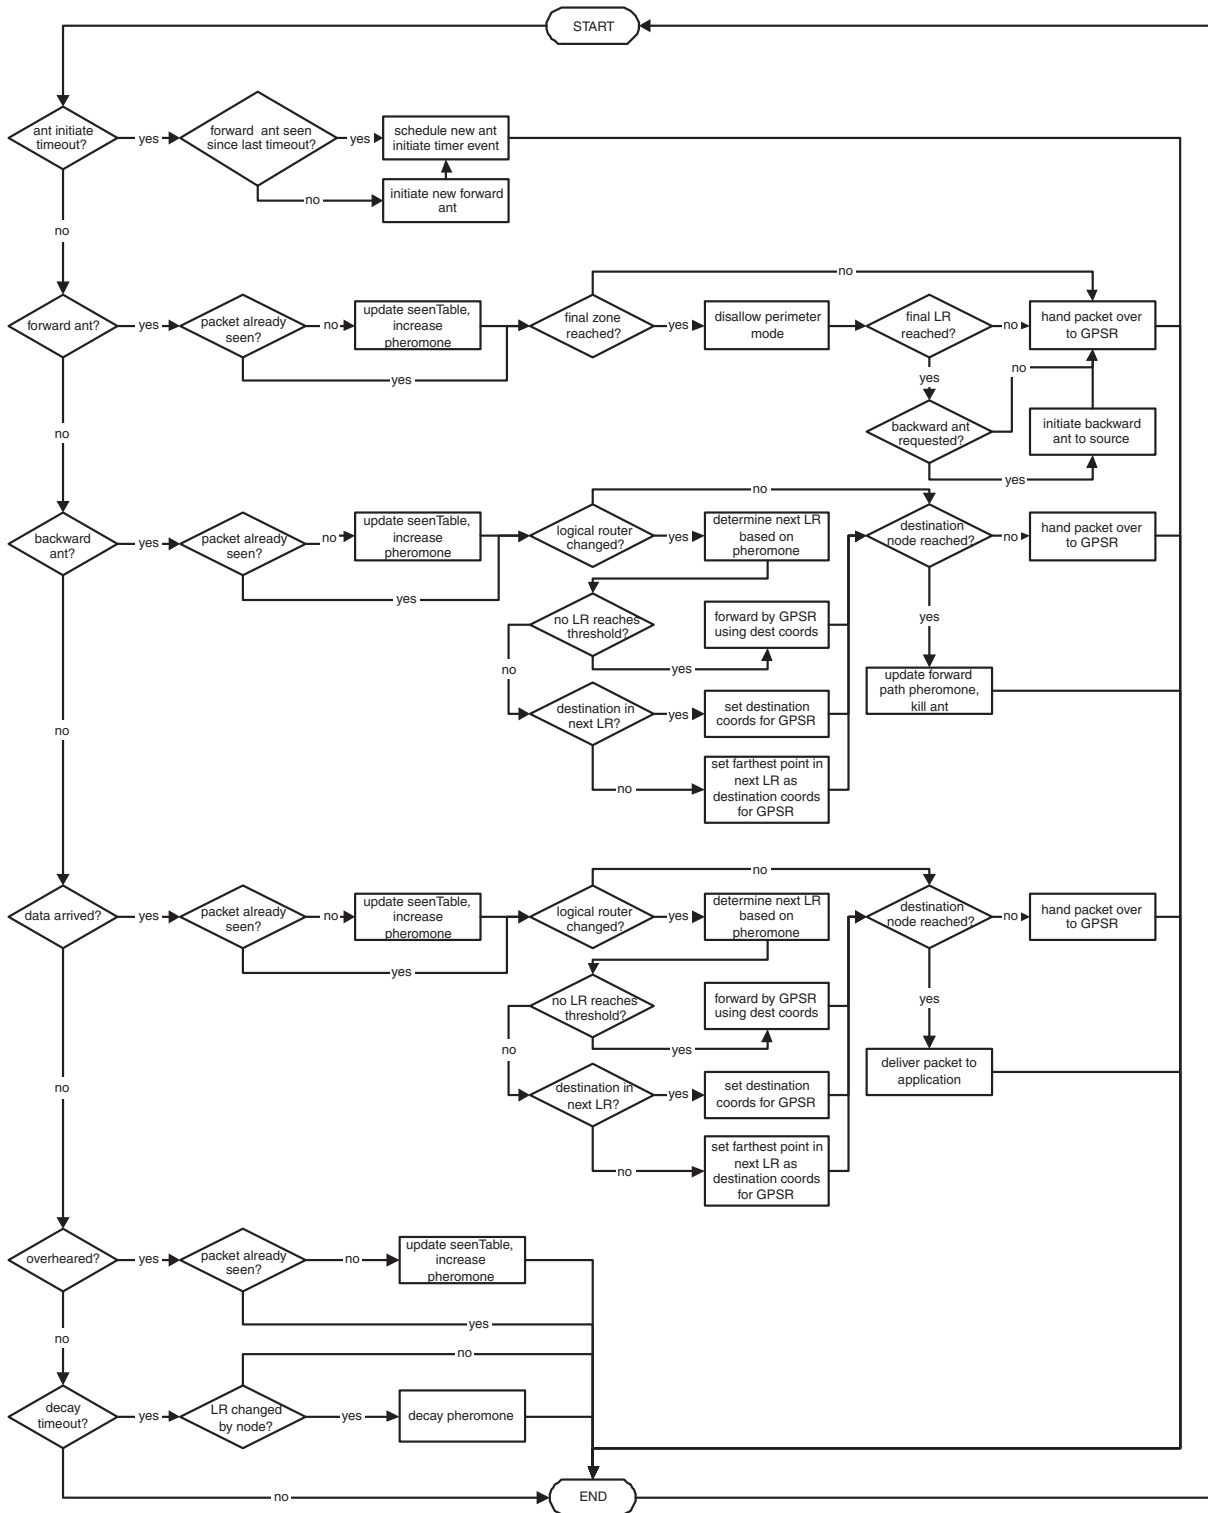 START
ant initiate
timeout?
yes
forward ant seen
since last timeout?
yes
schedule new ant
initiate timer event
no
initiate new forward
ant
no
forward ant?
yes
packet already
seen?
no
update seenTable,
increase
pheromone
yes
final zone
reached?
no
yes
disallow perimeter
mode
final LR
reached?
no
hand packet over
to GPSR
yes
no
backward ant
requested?
initiate backward
ant to source
yes
no
backward
ant?
yes
packet already
seen?
no
update seenTable,
increase
pheromone
yes
logical router
changed?
no
yes
determine next LR
based on
pheromone
destination
node reached?
no
hand packet over
to GPSR
no LR reaches
threshold?
forward by GPSR
using dest coords
yes
yes
no
update forward
path pheromone,
kill ant
destination in
next LR?
yes
set destination
coords for GPSR
no
set farthest point in
next LR as
destination coords
for GPSR
no
data arrived?
yes
packet already
seen?
no
update seenTable,
increase
pheromone
yes
logical router
changed?
no
yes
determine next LR
based on
pheromone
destination
node reached?
no
hand packet over
to GPSR
no LR reaches
threshold?
forward by GPSR
using dest coords
yes
yes
no
deliver packet to
application
destination in
next LR?
yes
set destination
coords for GPSR
no
set farthest point in
next LR as
destination coords
for GPSR
no
overheared?
yes
packet already
seen?
no
update seenTable,
increase
pheromone
yes
no
no
decay
timeout?
yes
LR changed
by node?
yes
decay pheromone
no
END